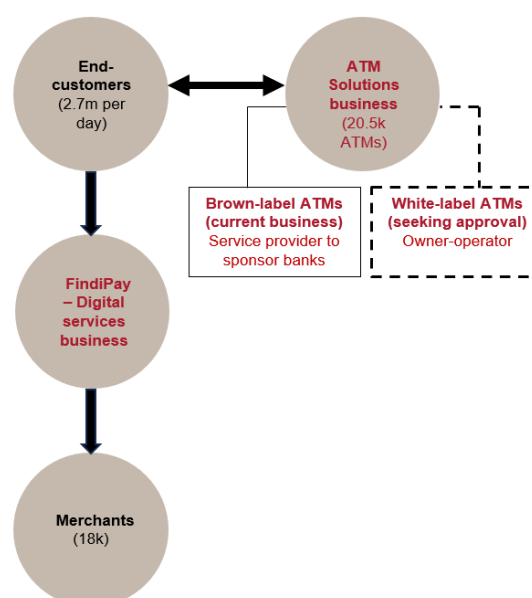 End-
customers
(2.7m per
day)
ATM
Solutions
business
(20.5k
ATMs)
Brown-label ATMs
(current business)
Service provider to
sponsor banks
White-label ATMs
(seeking approval)
Owner-operator
FindiPay
– Digital
services
business
Merchants
(18k)